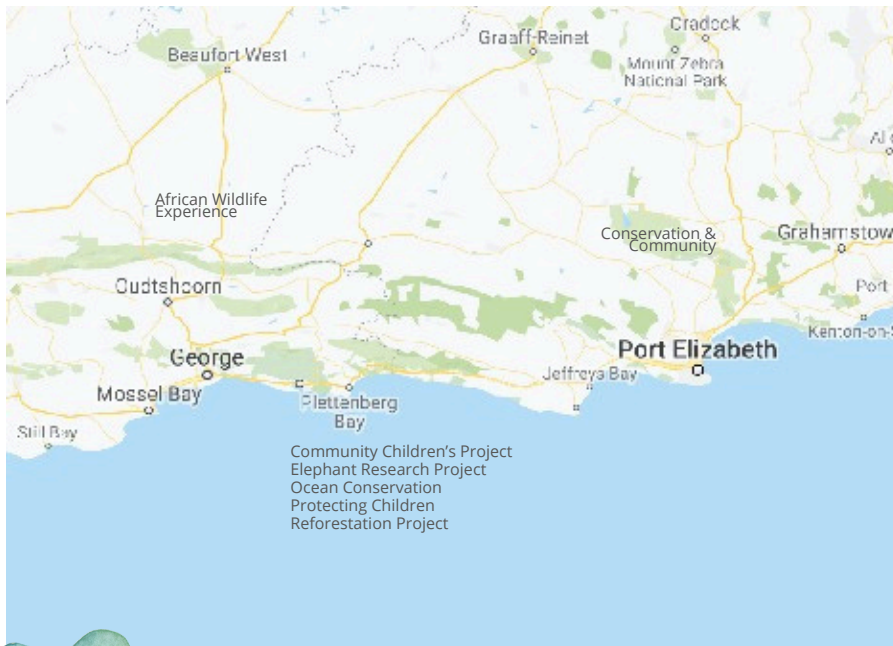 Cradock
Graaff-Reinet
Beaufort West
Mount Zebra
National Park
African Wildlife
Experience
Conservation &
Community
Grahamstow
Oudtshoorn
Port
Kenton-on-S
George
Port Elizabeth
Jeffreys Bay
Mossel Bay
Plettenberg
Bay
Still Bay
Community Children's Project
Elephant Research Project
Ocean Conservation
Protecting Children
Reforestation Project